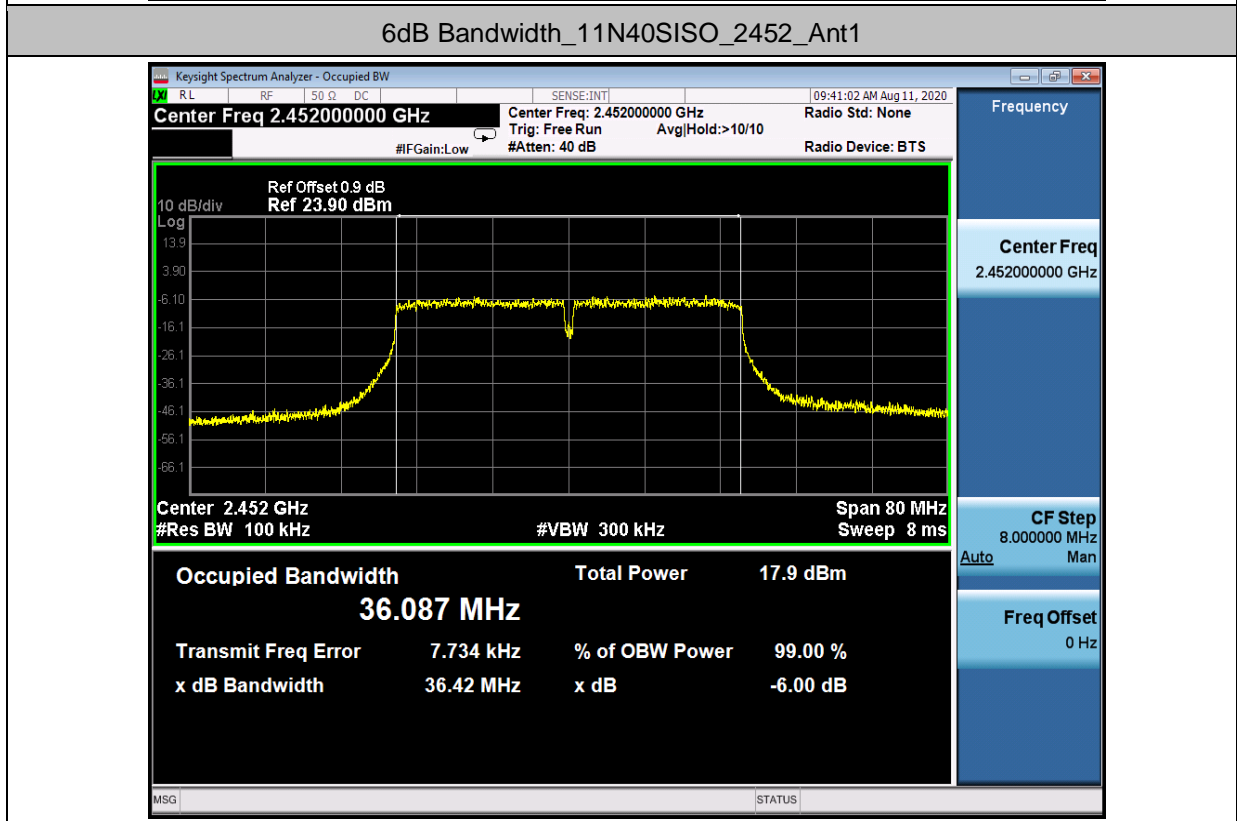 6dB Bandwidth_11N40SISO_2452_Ant1
Keysight Spectrum Analyzer - Occupied BW
LXI RL RF 50 Ω DC SENSE:INT 09:41:02 AM Aug 11, 2020
Center Freq 2.452000000 GHz Center Freq: 2.452000000 GHz Radio Std: None
Trig: Free Run Avg|Hold:>10/10
#IFGain:Low #Atten: 40 dB Radio Device: BTS
Ref Offset 0.9 dB
10 dB/div Ref 23.90 dBm
Log
13.9
3.90
-6.10
-16.1
-26.1
-36.1
-46.1
-56.1
-66.1
Center 2.452 GHz Span 80 MHz
#Res BW 100 kHz #VBW 300 kHz Sweep 8 ms
Occupied Bandwidth Total Power 17.9 dBm
36.087 MHz
Transmit Freq Error 7.734 kHz % of OBW Power 99.00 %
x dB Bandwidth 36.42 MHz x dB -6.00 dB
MSG STATUS
Frequency
Center Freq
2.452000000 GHz
CF Step
8.000000 MHz
Auto Man
Freq Offset
0 Hz